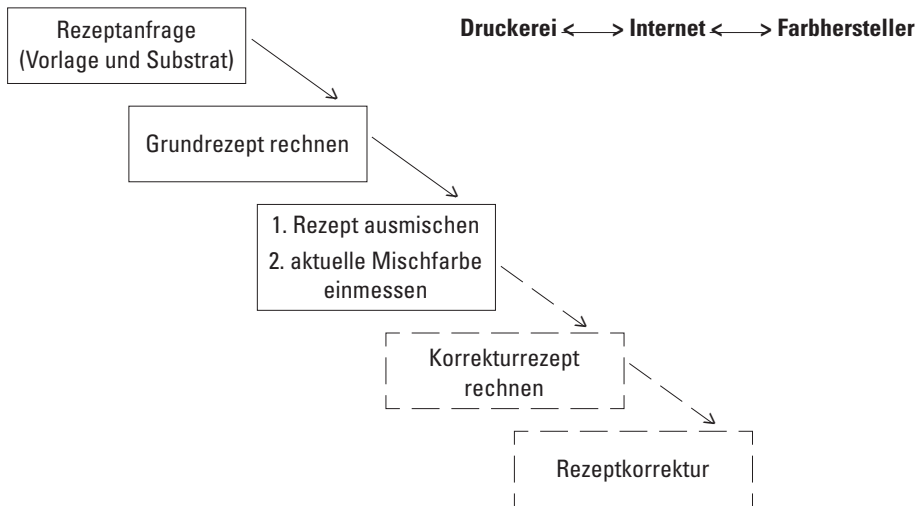 Rezeptanfrage
(Vorlage und Substrat)
Druckerei <—> Internet <—> Farbhersteller
Grundrezept rechnen
1. Rezept ausmischen
2. aktuelle Mischfarbe
einmessen
Korrekturrezept
rechnen
Rezeptkorrektur